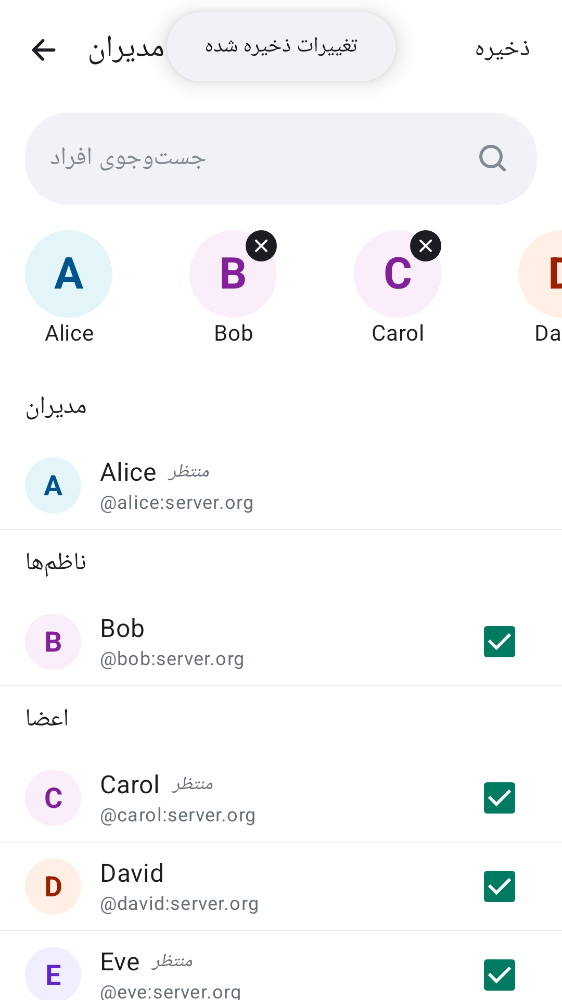 مدیران
تغییرات ذخیره شده
ذخیره
جست‌وجوی افراد
A
B
C
D
Alice
Bob
Carol
Da
مدیران
A
Alice منتظر
@alice:server.org
ناظم‌ها
B
Bob
@bob:server.org
اعضا
C
Carol منتظر
@carol:server.org
D
David
@david:server.org
E
Eve منتظر
@eve:server.org